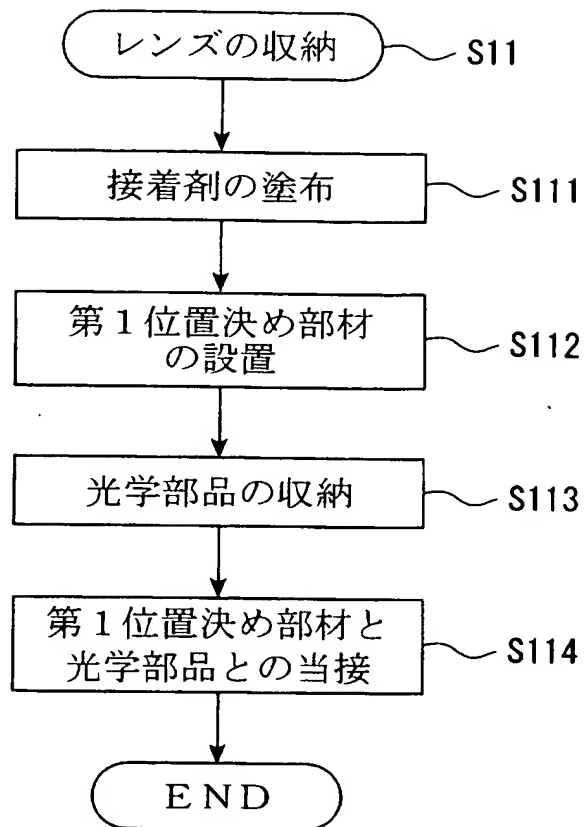 レンズの収納
S11
接着剤の塗布
S111
第１位置決め部材
の設置
S112
光学部品の収納
S113
第１位置決め部材と
光学部品との当接
S114
END